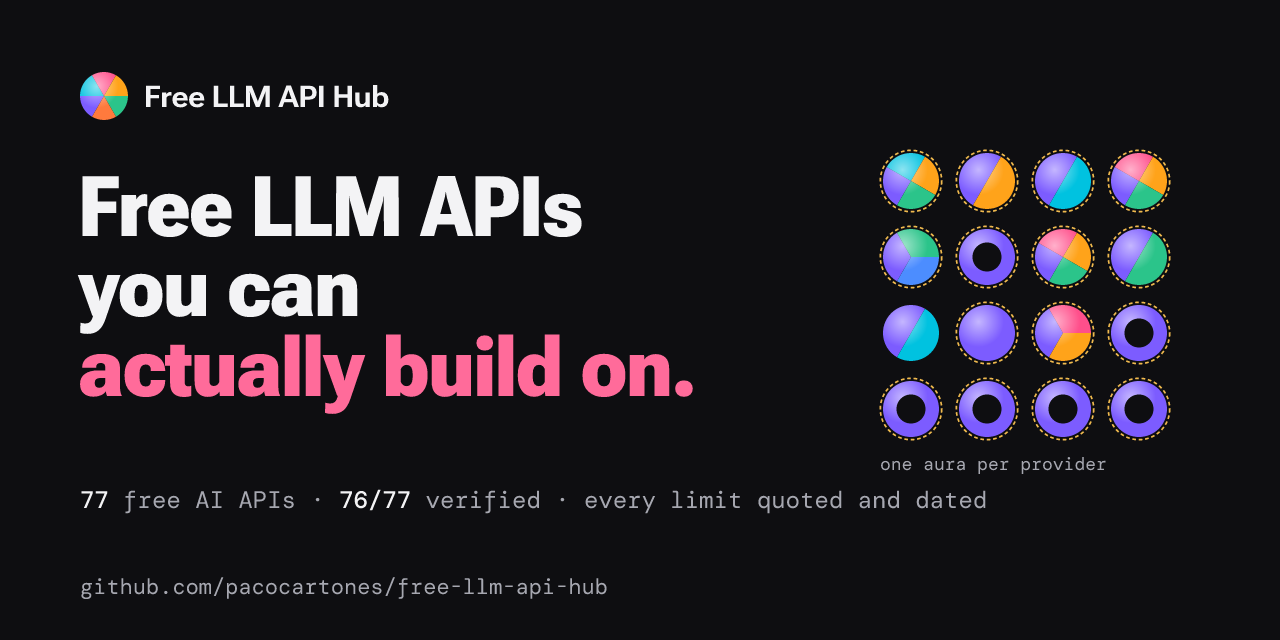 Free LLM API Hub
Free LLM APIs
you can
actually build on.
one aura per provider
77 free AI APIs · 76/77 verified · every limit quoted and dated
github.com/pacocartones/free-llm-api-hub